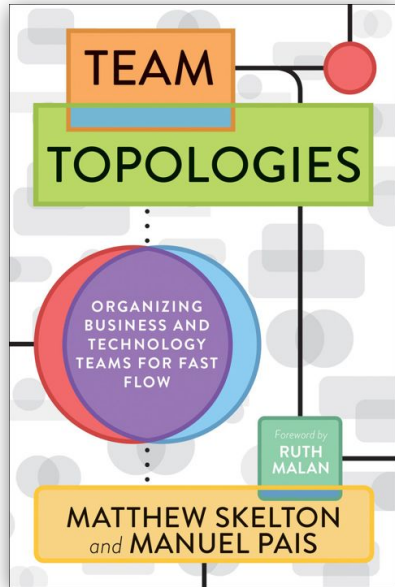 TEAM
TOPOLOGIES
ORGANIZING
BUSINESS AND
TECHNOLOGY
TEAMS FOR FAST
FLOW
Foreword by
RUTH
MALAN
MATTHEW SKELTON
and MANUEL PAIS